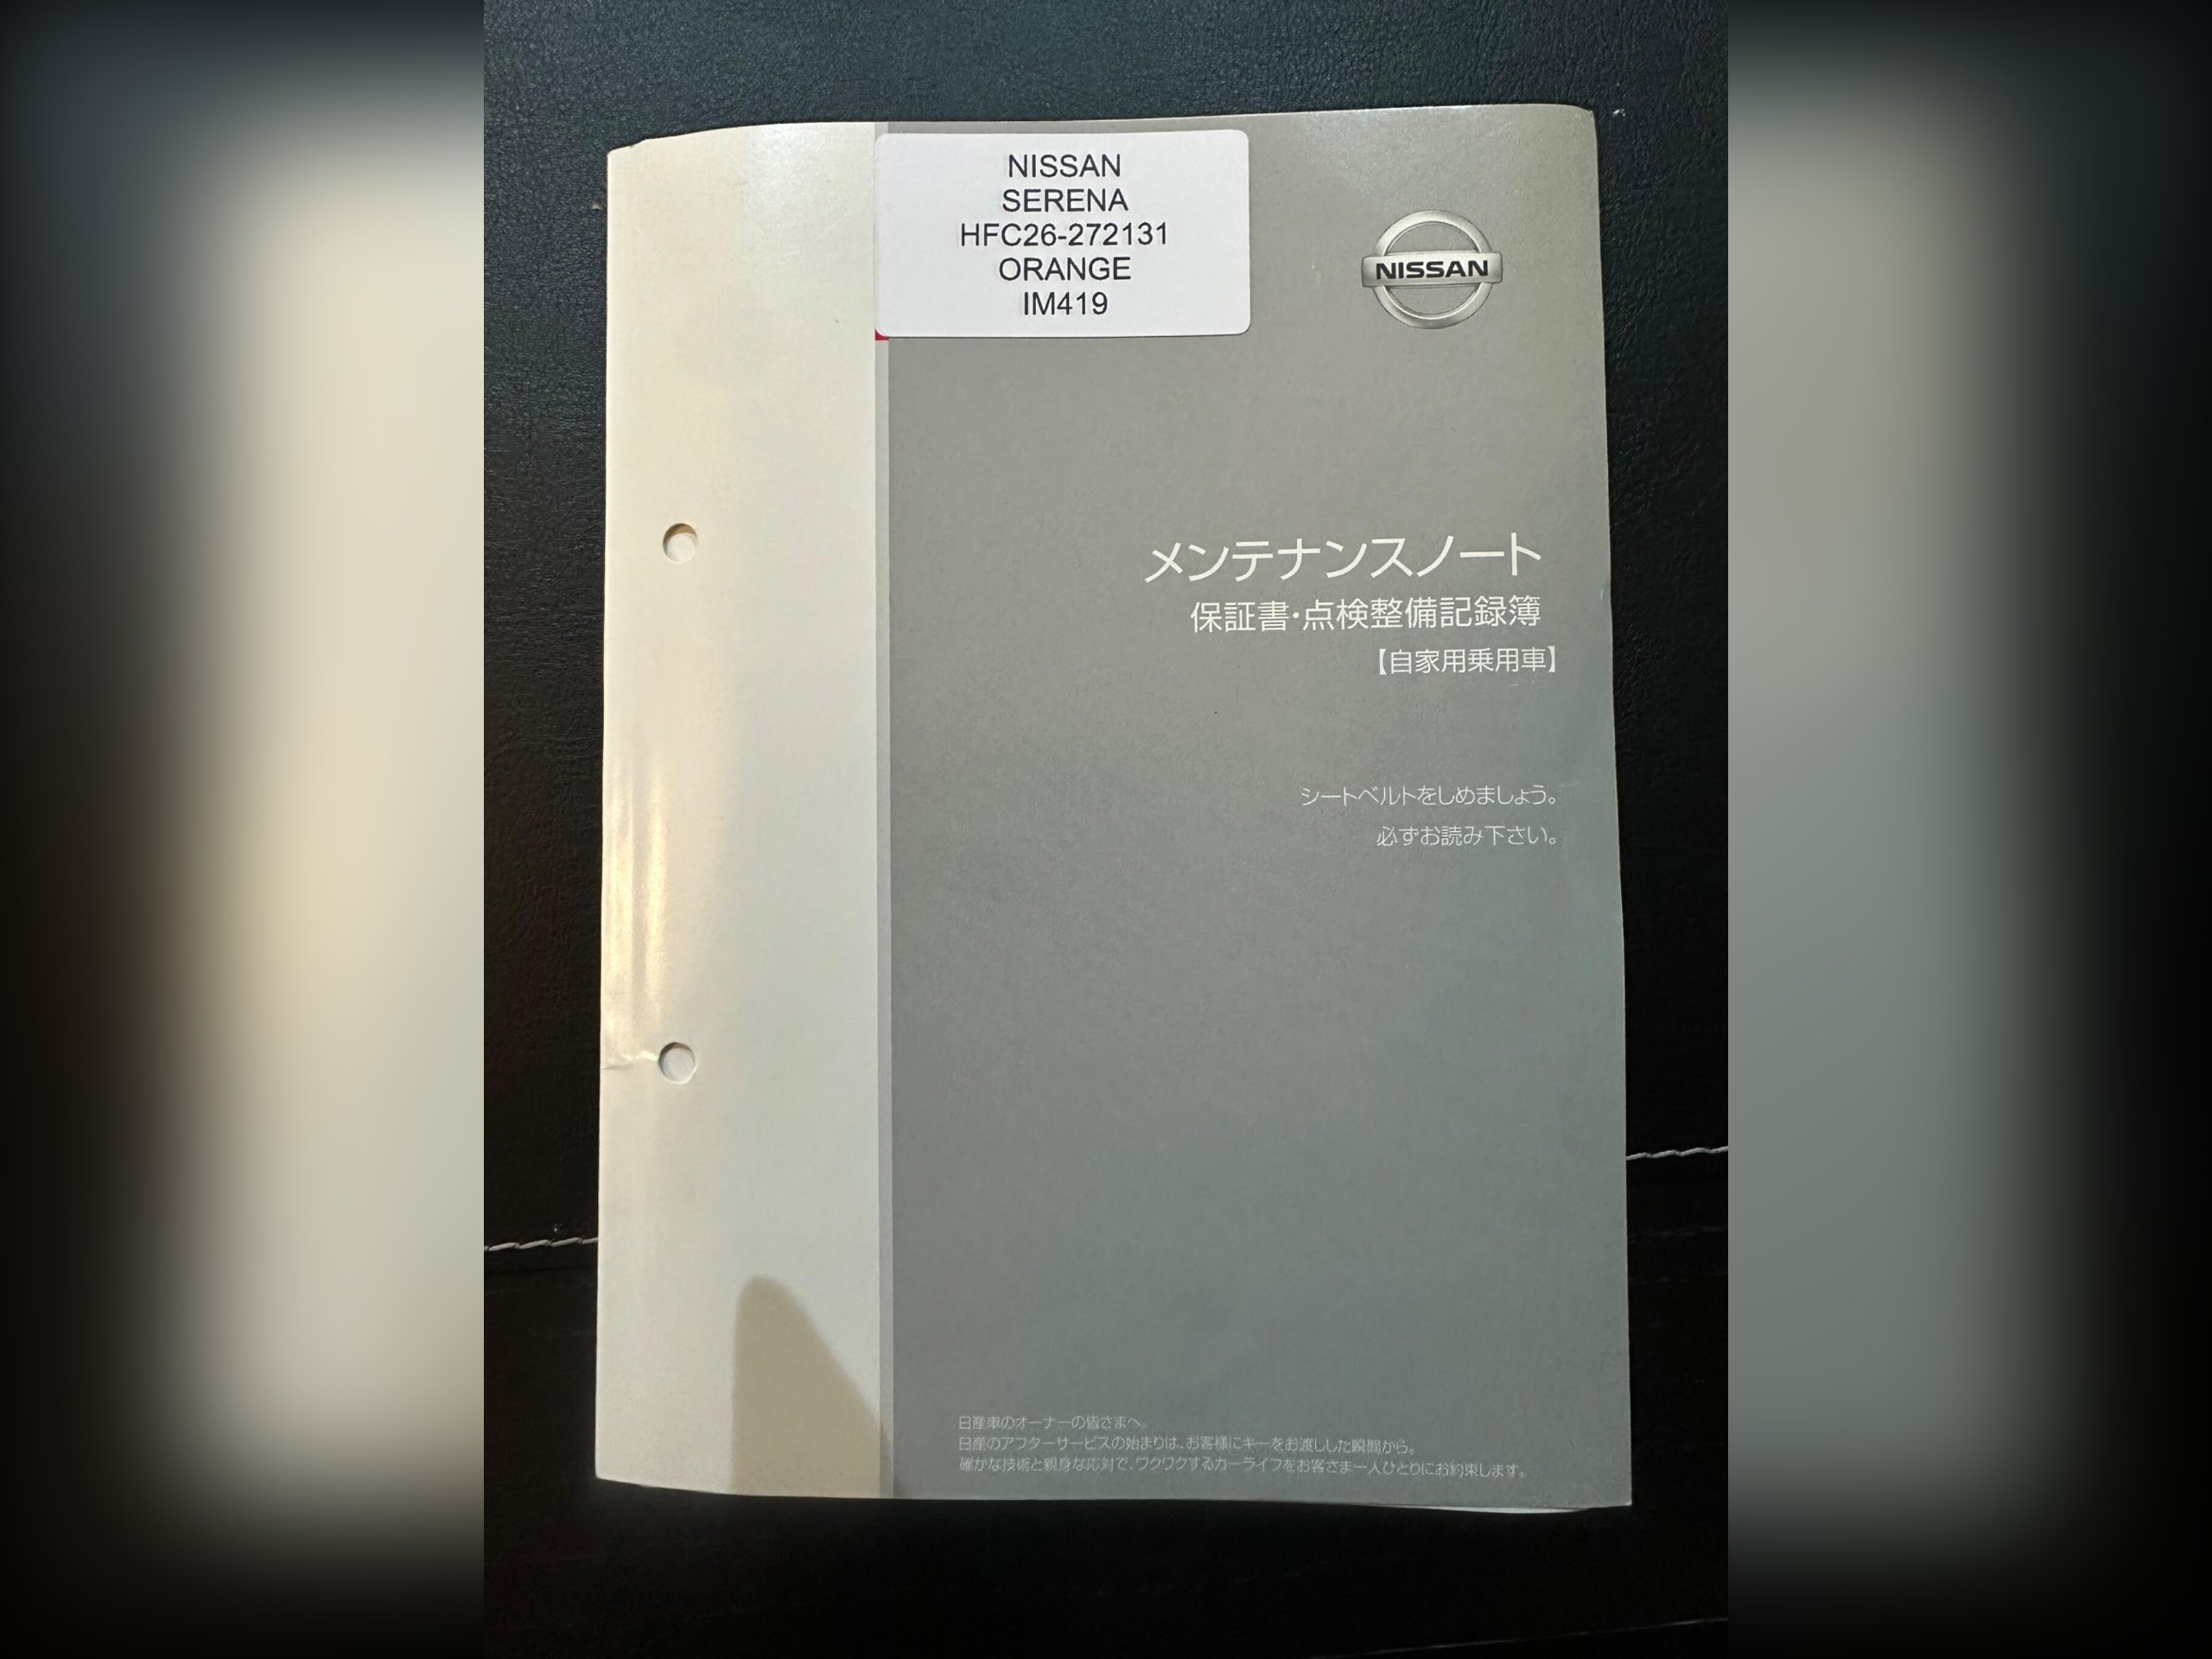 NISSAN
SERENA
HFC26-272131
ORANGE
IM419
NISSAN
メンテナンスノート
保証書・点検整備記録簿
【自家用乗用車】
シートベルトをしめましょう。
必ずお読み下さい。
日産車のオーナーの皆さまへ。
日産のアフターサービスの始まりは、お客様にキーをお渡しした瞬間から。
確かな技術と親身な応対で、ワクワクするカーライフをお客さま一人ひとりにお約束します。